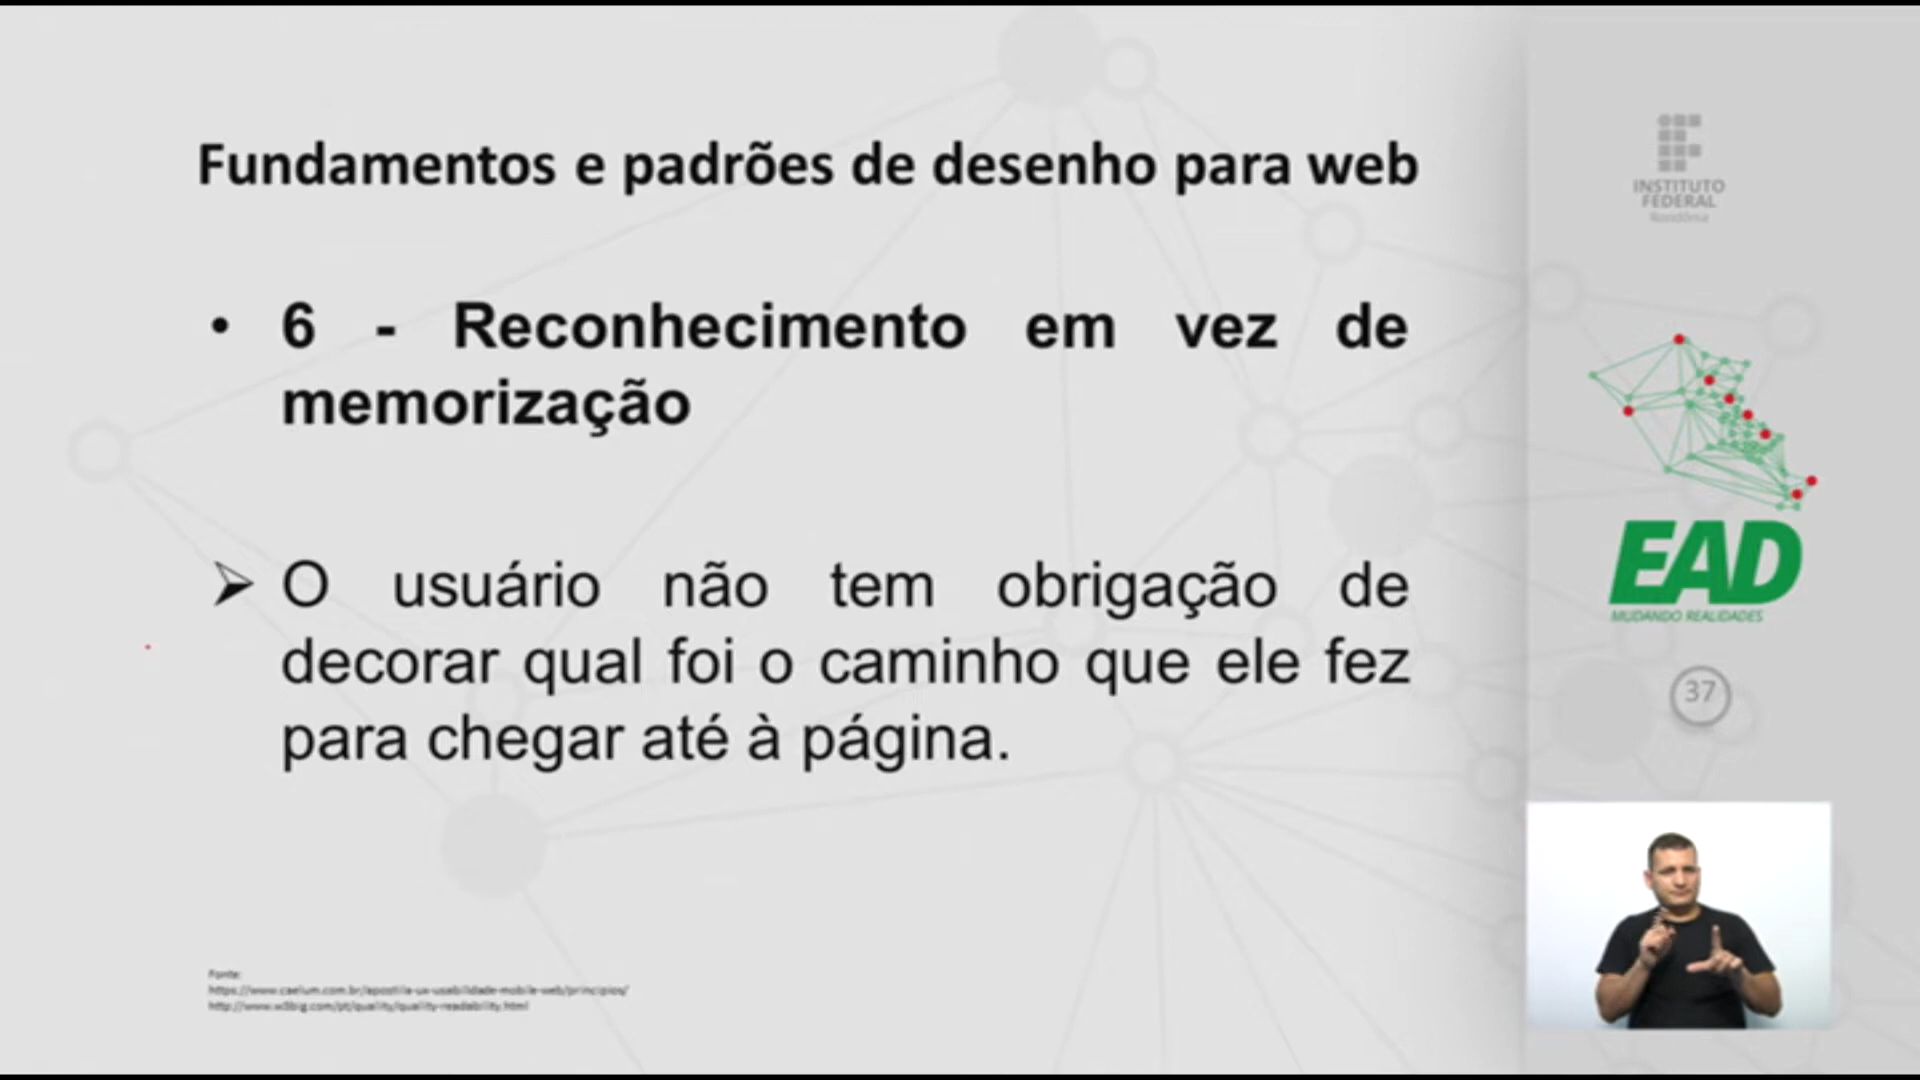 Fundamentos e padrões de desenho para web
• 6 - Reconhecimento em vez de
memorização
➢ O usuário não tem obrigação de
decorar qual foi o caminho que ele fez
para chegar até à página.
Fonte:
https://www.caelum.com.br/apostila-ux-usabilidade-mobile-web/principios/
http://www.w3big.com/pt/quality/quality-readability.html
INSTITUTO
FEDERAL
Rondônia
EAD
MUDANDO REALIDADES
37